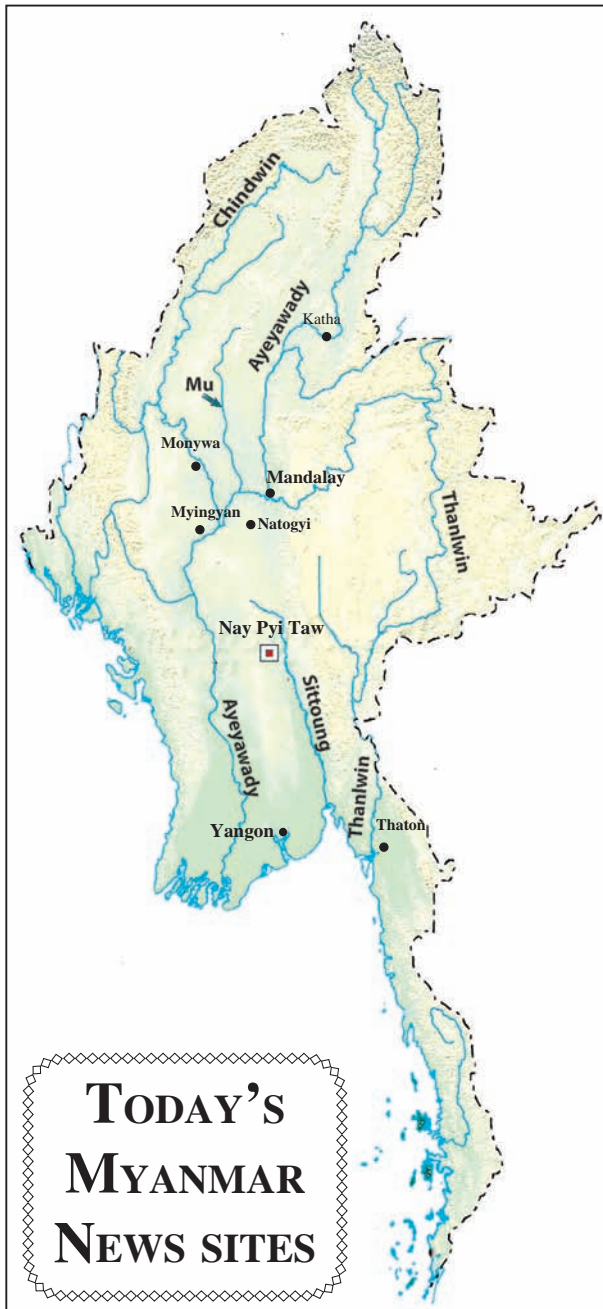 Chindwin
Ayeyawady
Katha
Mu
Monywa
Mandalay
Myingyan
Natogyi
Thanlwin
Nay Pyi Taw
Sittoung
Ayeyawady
Thanlwin
Yangon
Thaton
TODAY'S
MYANMAR
NEWS SITES